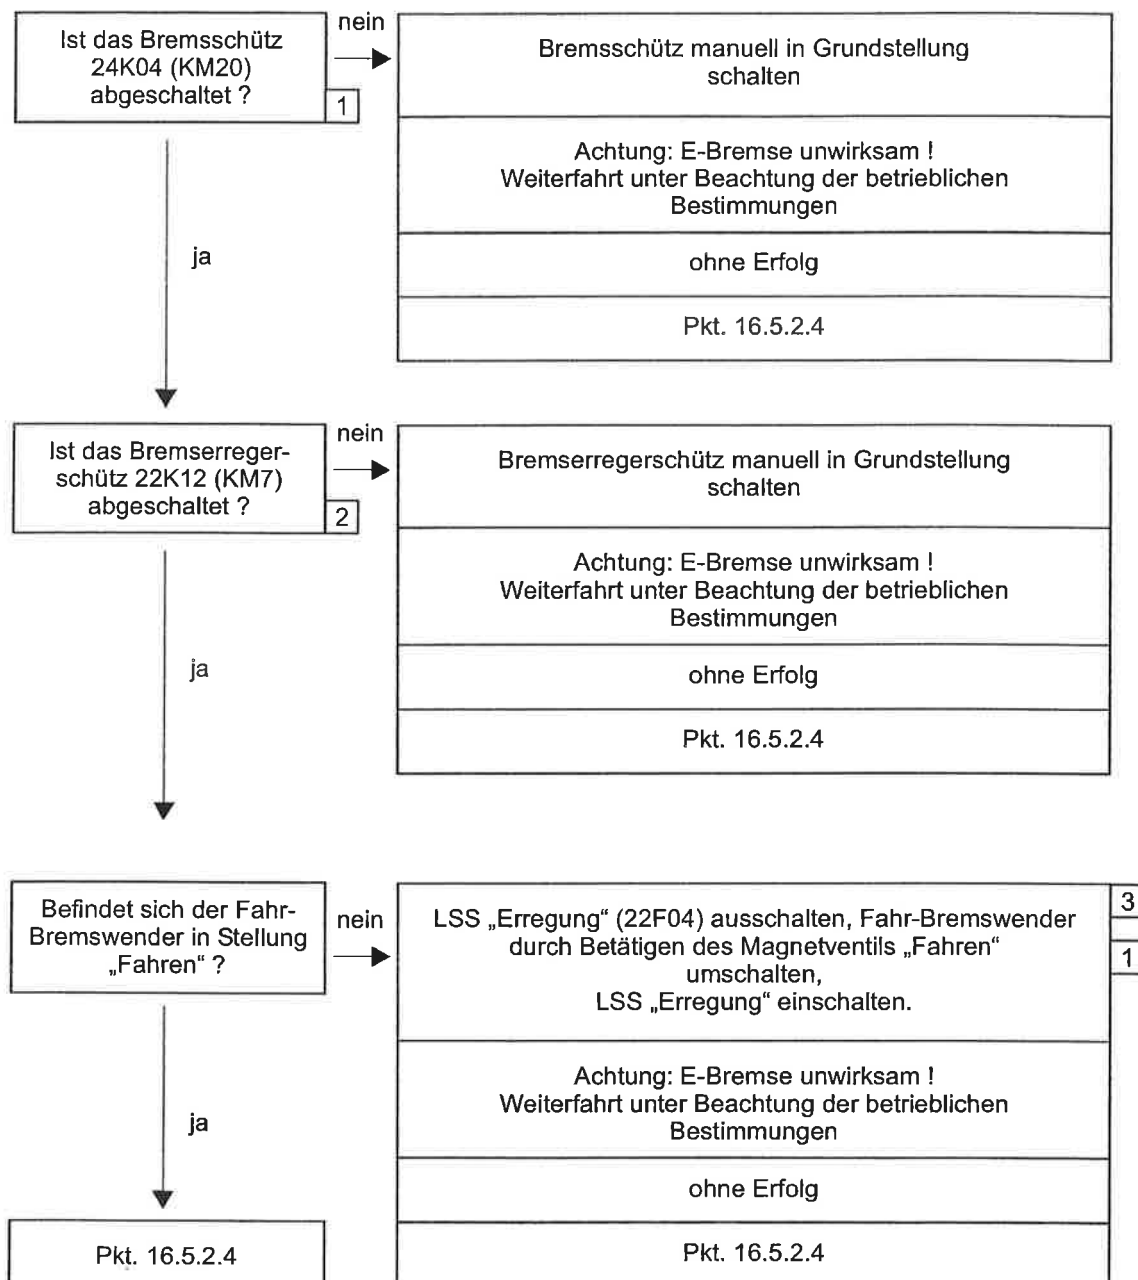 Ist das Bremsschütz
24K04 (KM20)
abgeschaltet ?
1
nein
Bremsschütz manuell in Grundstellung
schalten
Achtung: E-Bremse unwirksam !
Weiterfahrt unter Beachtung der betrieblichen
Bestimmungen
ohne Erfolg
Pkt. 16.5.2.4
ja
Ist das Bremserreger-
schütz 22K12 (KM7)
abgeschaltet ?
2
nein
Bremserregerschütz manuell in Grundstellung
schalten
Achtung: E-Bremse unwirksam !
Weiterfahrt unter Beachtung der betrieblichen
Bestimmungen
ohne Erfolg
Pkt. 16.5.2.4
ja
Befindet sich der Fahr-
Bremswender in Stellung
„Fahren“ ?
nein
LSS „Erregung“ (22F04) ausschalten, Fahr-Bremswender
durch Betätigen des Magnetventils „Fahren“
umschalten,
LSS „Erregung“ einschalten.
3
1
Achtung: E-Bremse unwirksam !
Weiterfahrt unter Beachtung der betrieblichen
Bestimmungen
ohne Erfolg
Pkt. 16.5.2.4
ja
Pkt. 16.5.2.4